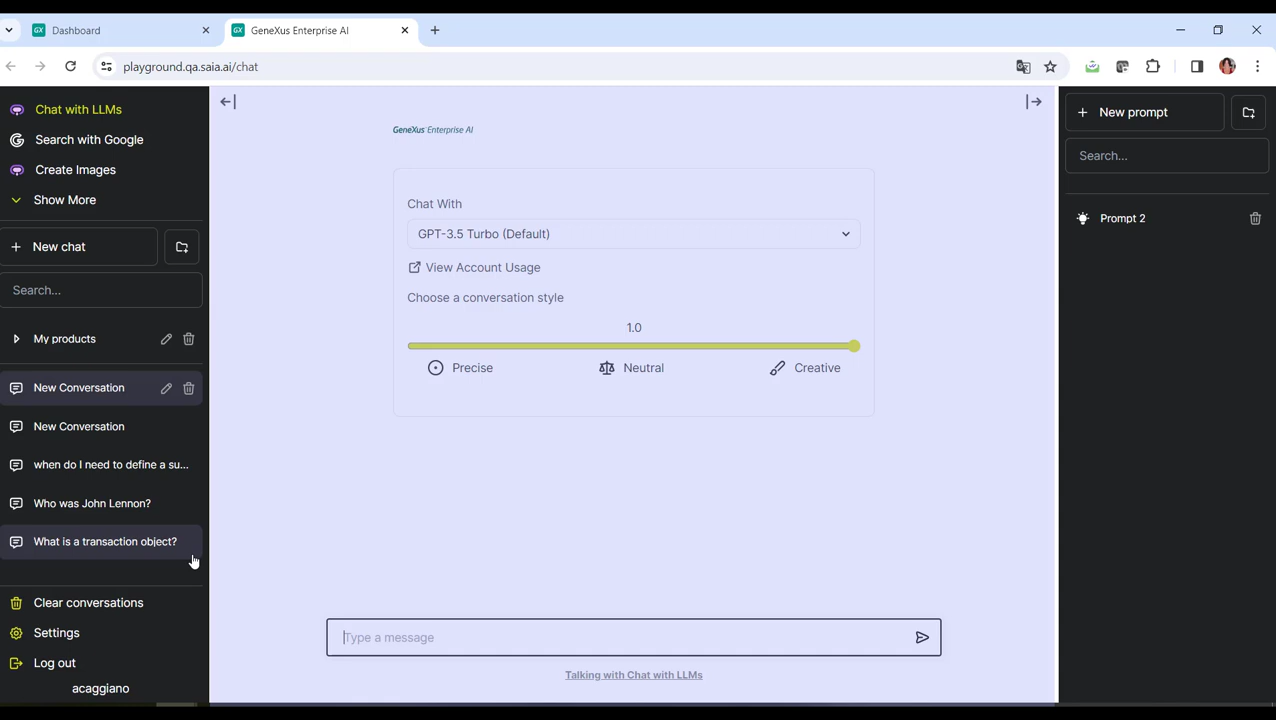 Dashboard
GeneXus Enterprise AI
playground.qa.saia.ai/chat
Chat with LLMs
Search with Google
Create Images
Show More
New chat
Search...
My products
New Conversation
New Conversation
when do I need to define a su...
Who was John Lennon?
What is a transaction object?
Clear conversations
Settings
Log out
acaggiano
GeneXus Enterprise AI
Chat With
GPT-3.5 Turbo (Default)
View Account Usage
Choose a conversation style
1.0
Precise
Neutral
Creative
Type a message
Talking with Chat with LLMs
New prompt
Search...
Prompt 2